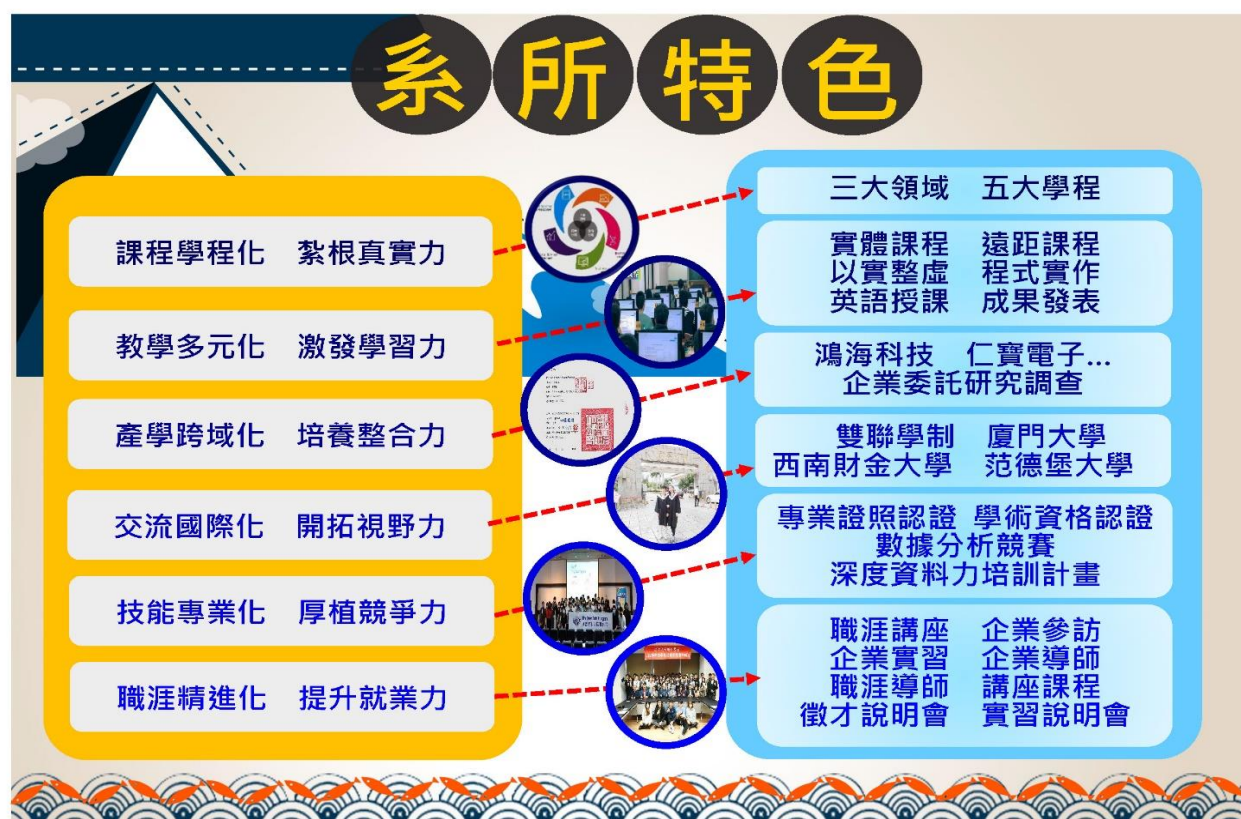 系所特色
課程學程化 紮根真實力
三大領域 五大學程
教學多元化 激發學習力
實體課程 遠距課程
以實整虛 程式實作
英語授課 成果發表
產學跨域化 培養整合力
鴻海科技 仁寶電子...
企業委託研究調查
交流國際化 開拓視野力
雙聯學制 廈門大學
西南財金大學 范德堡大學
技能專業化 厚植競爭力
專業證照認證 學術資格認證
數據分析競賽
深度資料力培訓計畫
職涯精進化 提升就業力
職涯講座 企業參訪
企業實習 企業導師
職涯導師 講座課程
徵才說明會 實習說明會